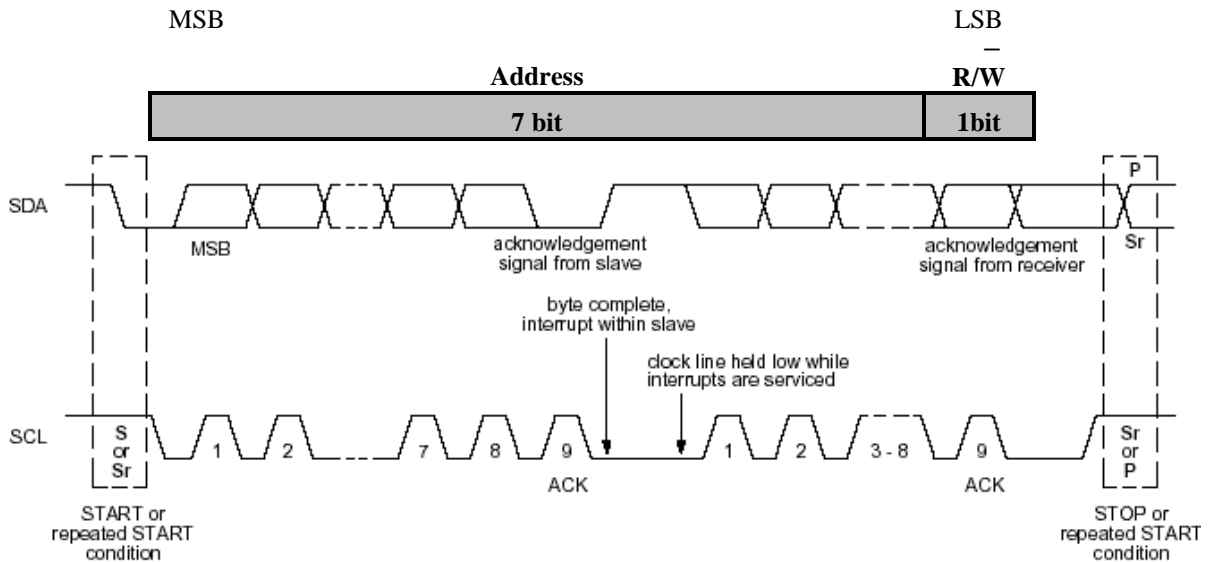 MSB LSB
Address R/W
7 bit 1bit
SDA
P
MSB
acknowledgement
signal from slave
acknowledgement
signal from receiver
Sr
byte complete,
interrupt within slave
clock line held low while
interrupts are serviced
SCL
S
or
Sr
1 2 7 8 9 1 2 3 - 8 9
Sr
or
P
ACK ACK
START or
repeated START
condition
STOP or
repeated START
condition